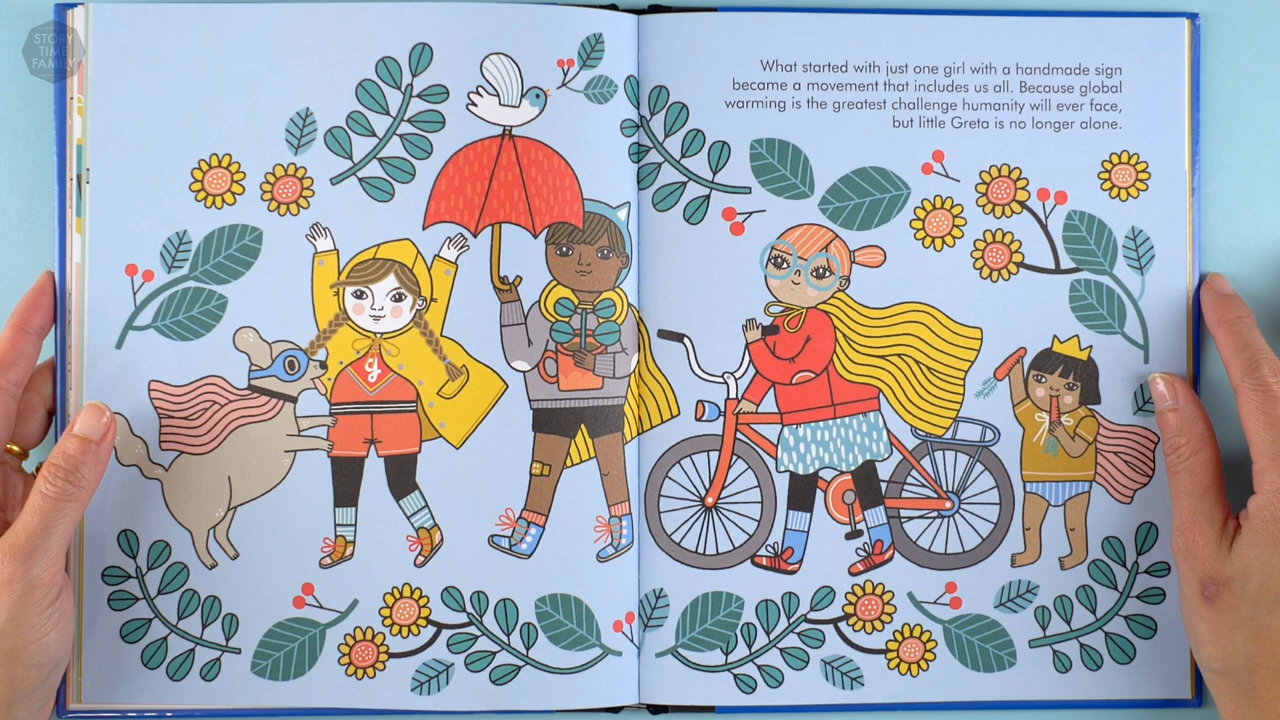 STORY
TIME
FAMILY
What started with just one girl with a handmade sign
became a movement that includes us all. Because global
warming is the greatest challenge humanity will ever face,
but little Greta is no longer alone.
g